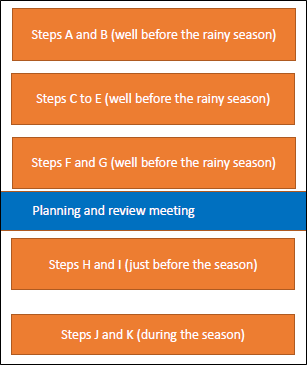 Steps A and B (well before the rainy season)
Steps C to E (well before the rainy season)
Steps F and G (well before the rainy season)
Planning and review meeting
Steps H and I (just before the season)
Steps J and K (during the season)